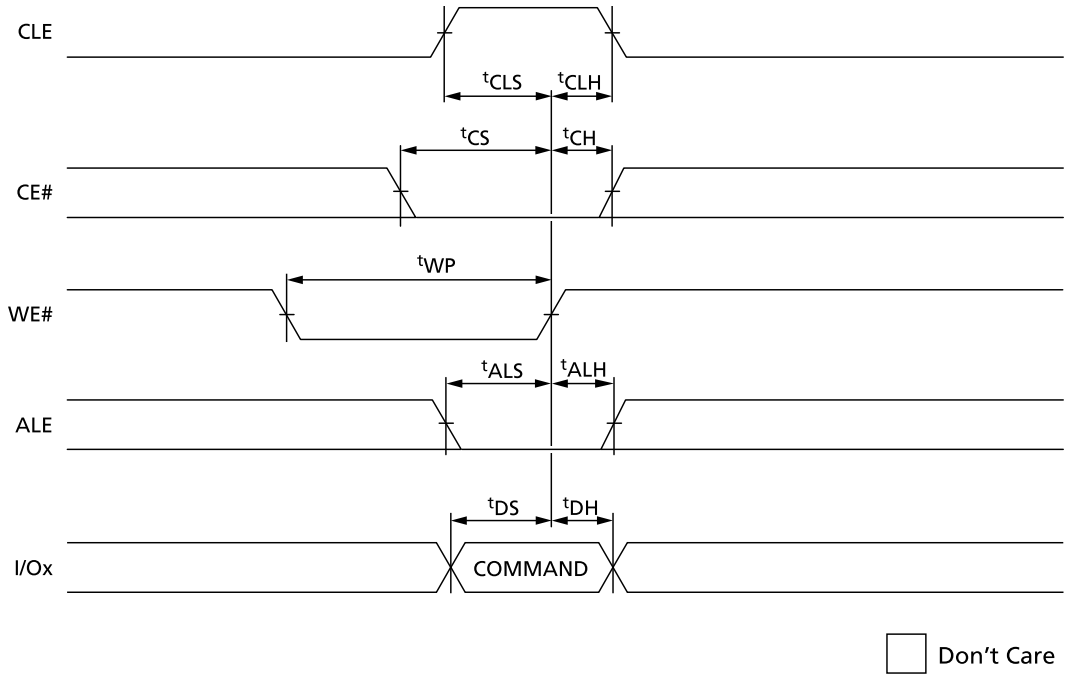 CLE
tCLS tCLH
tCS tCH
CE#
tWP
WE#
tALS tALH
ALE
tDS tDH
I/Ox COMMAND
Don't Care